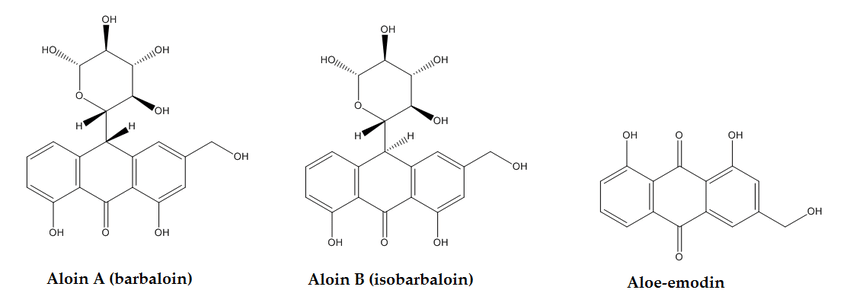 OH
HO OH
O
OH
H H
OH
OH O OH
Aloin A (barbaloin)
OH
HO OH
O
OH
H H
OH
OH O OH
Aloin B (isobarbaloin)
OH O OH
OH
O
Aloe-emodin